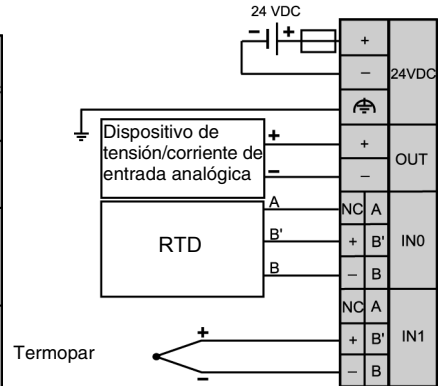 24 VDC
- +
+
-
24VDC
Dispositivo de
tensión/corriente de
entrada analógica
+
-
+
-
OUT
RTD
A
B'
B
NC A
+ B'
- B
IN0
Termopar
+
-
NC A
+ B'
- B
IN1